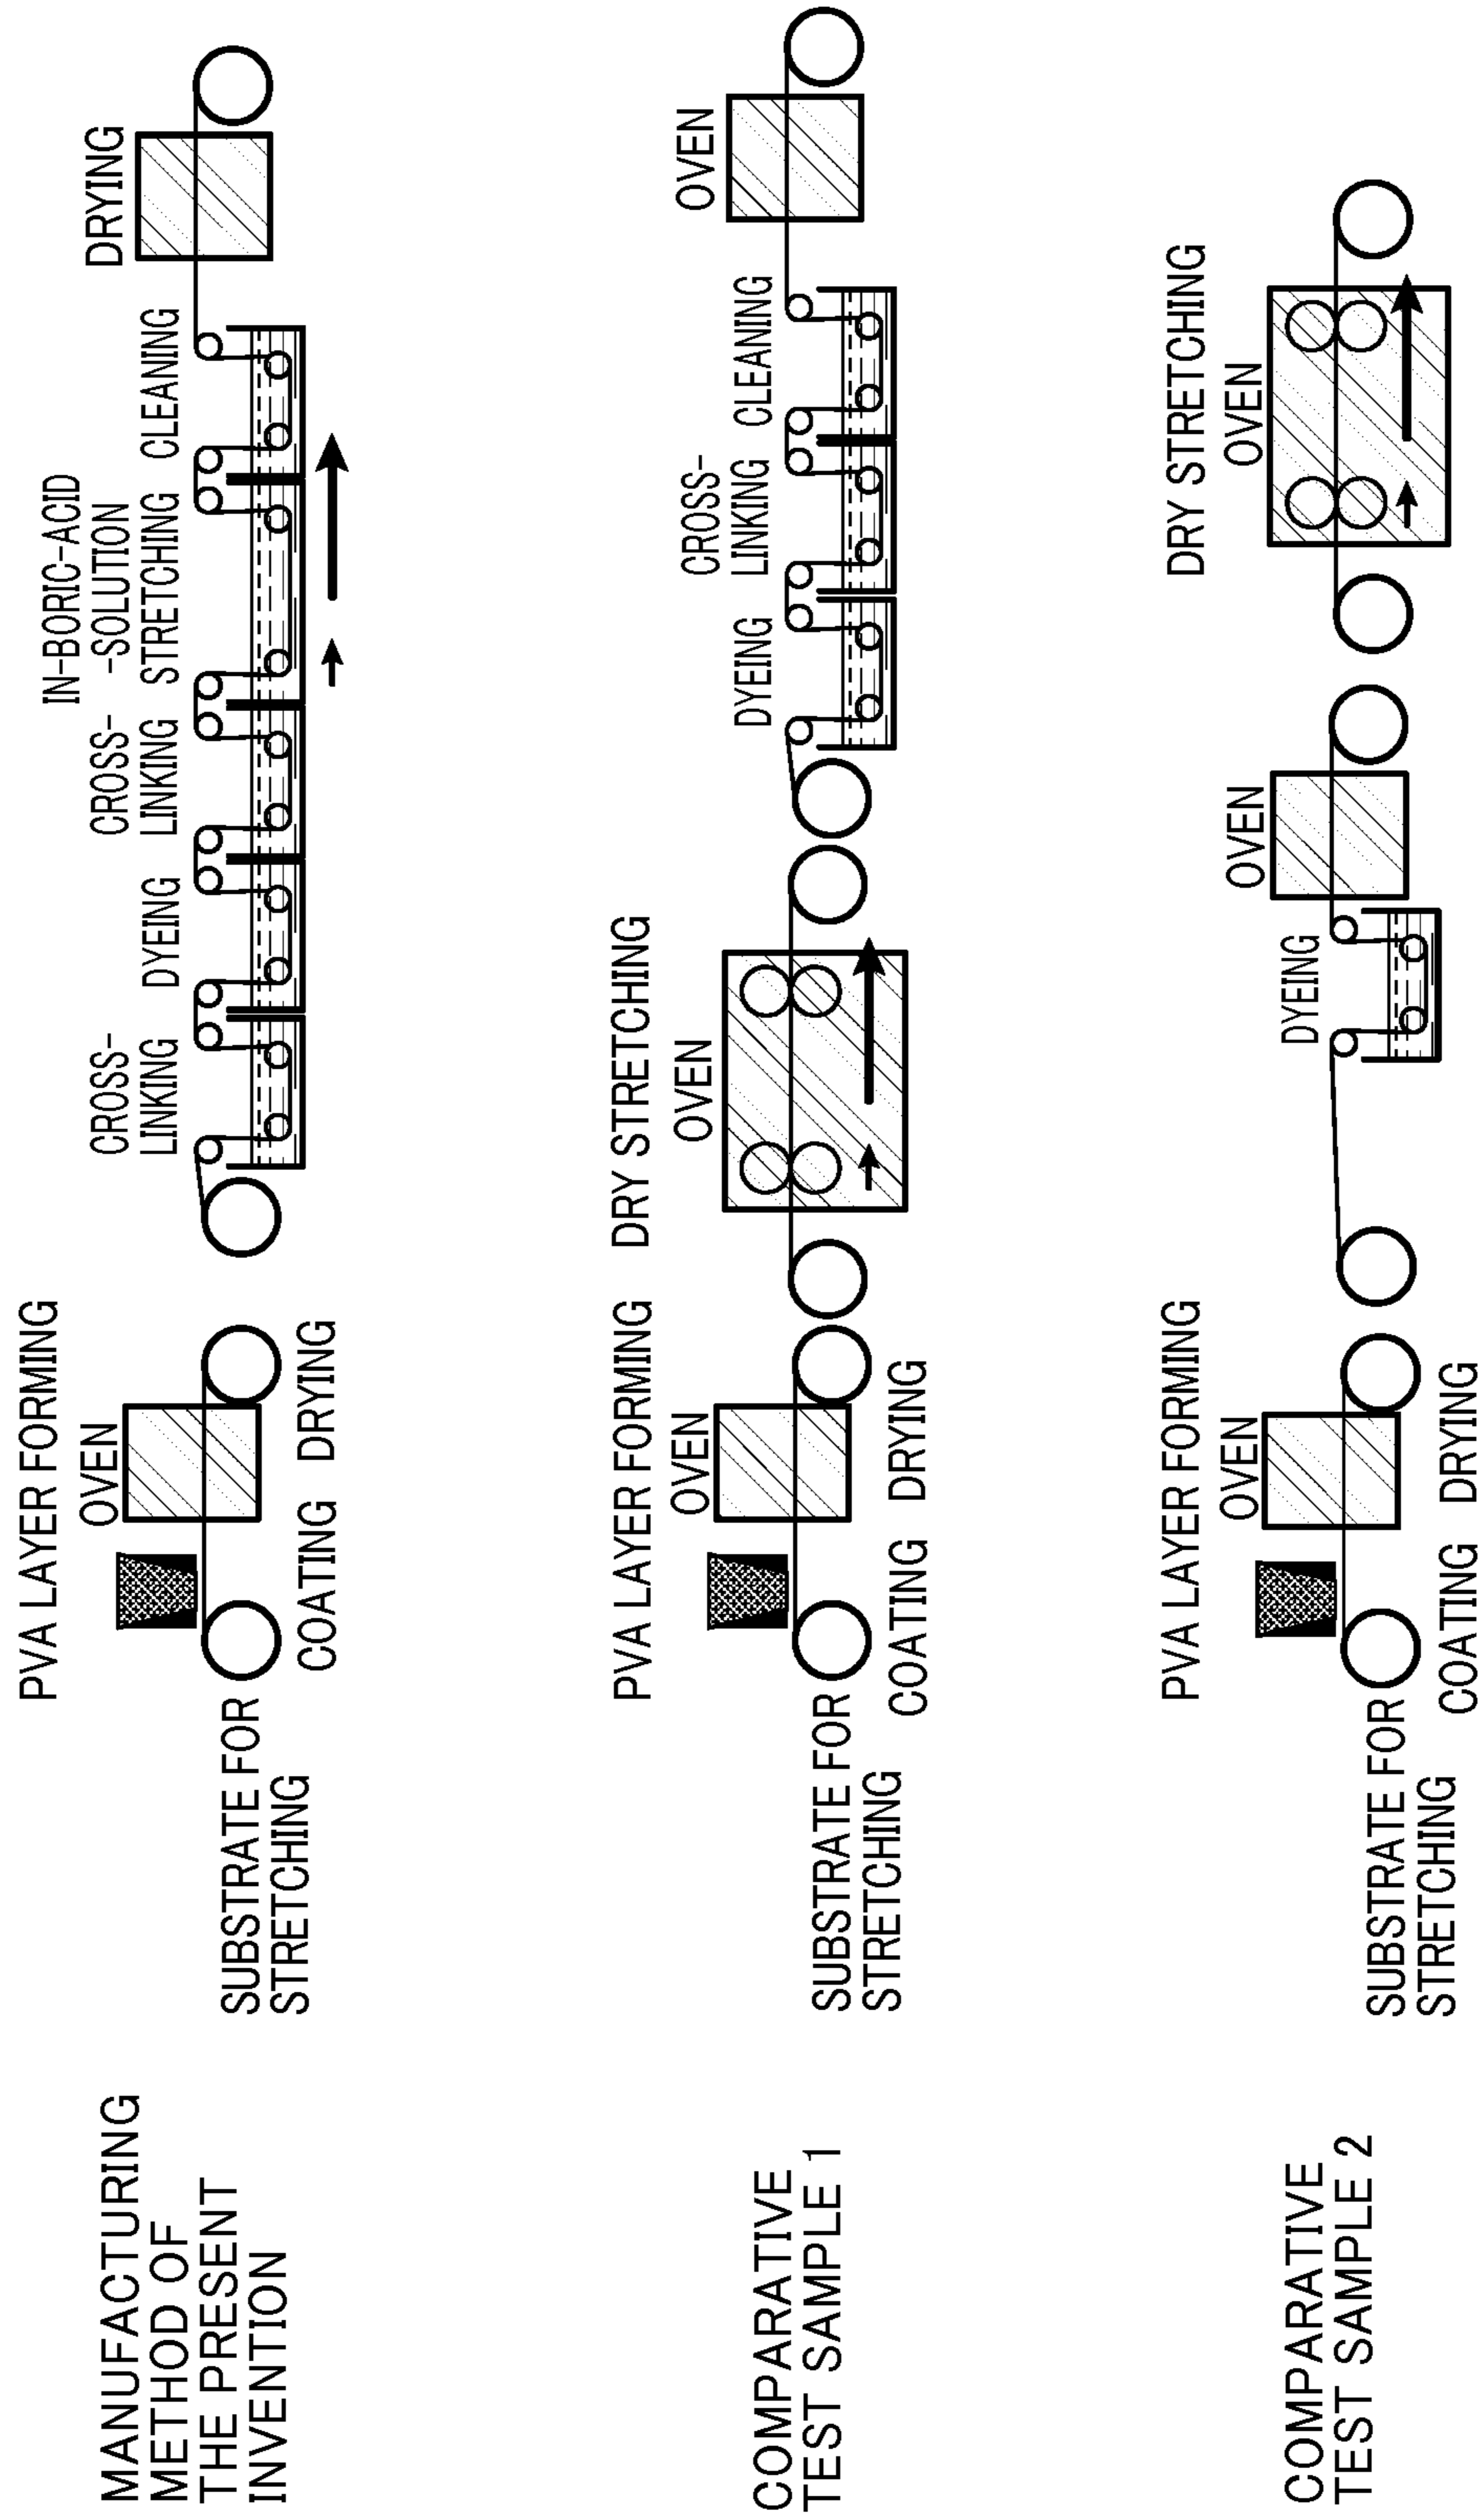 MANUFACTURING
METHOD OF
THE PRESENT
INVENTION
SUBSTRATE FOR
STRETCHING
PVA LAYER FORMING
OVEN
COATING DRYING
CROSS-
LINKING
DYEING
CROSS-
LINKING
IN-BORIC-ACID
-SOLUTION
STRETCHING
CLEANING
DRYING
COMPARATIVE
TEST SAMPLE 1
SUBSTRATE FOR
STRETCHING
PVA LAYER FORMING
OVEN
COATING DRYING
DRY STRETCHING
OVEN
DYEING
CROSS-
LINKING
CLEANING
OVEN
COMPARATIVE
TEST SAMPLE 2
SUBSTRATE FOR
STRETCHING
PVA LAYER FORMING
OVEN
COATING DRYING
DYEING
OVEN
DRY STRETCHING
OVEN